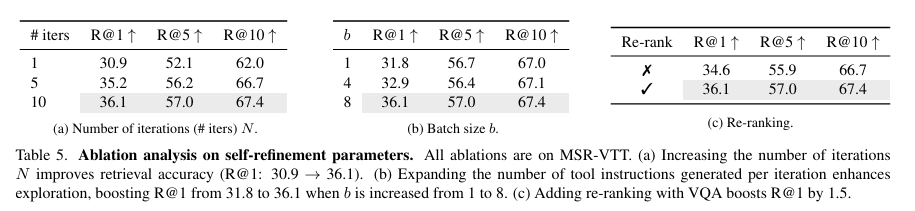 # iters R@1 ↑ R@5 ↑ R@10 ↑
1 30.9 52.1 62.0
5 35.2 56.2 66.7
10 36.1 57.0 67.4
(a) Number of iterations (# iters) N.
b R@1 ↑ R@5 ↑ R@10 ↑
1 31.8 56.7 67.0
4 32.9 56.4 67.1
8 36.1 57.0 67.4
(b) Batch size b.
Re-rank R@1 ↑ R@5 ↑ R@10 ↑
✗ 34.6 55.9 66.7
✓ 36.1 57.0 67.4
(c) Re-ranking.
Table 5. Ablation analysis on self-refinement parameters. All ablations are on MSR-VTT. (a) Increasing the number of iterations
N improves retrieval accuracy (R@1: 30.9 → 36.1). (b) Expanding the number of tool instructions generated per iteration enhances
exploration, boosting R@1 from 31.8 to 36.1 when b is increased from 1 to 8. (c) Adding re-ranking with VQA boosts R@1 by 1.5.